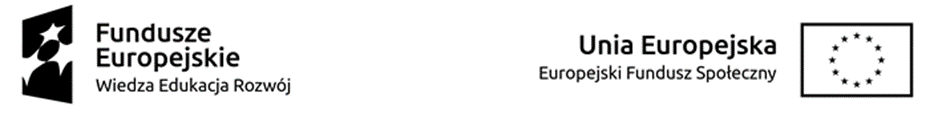 Fundusze
Europejskie
Wiedza Edukacja Rozwój
Unia Europejska
Europejski Fundusz Społeczny